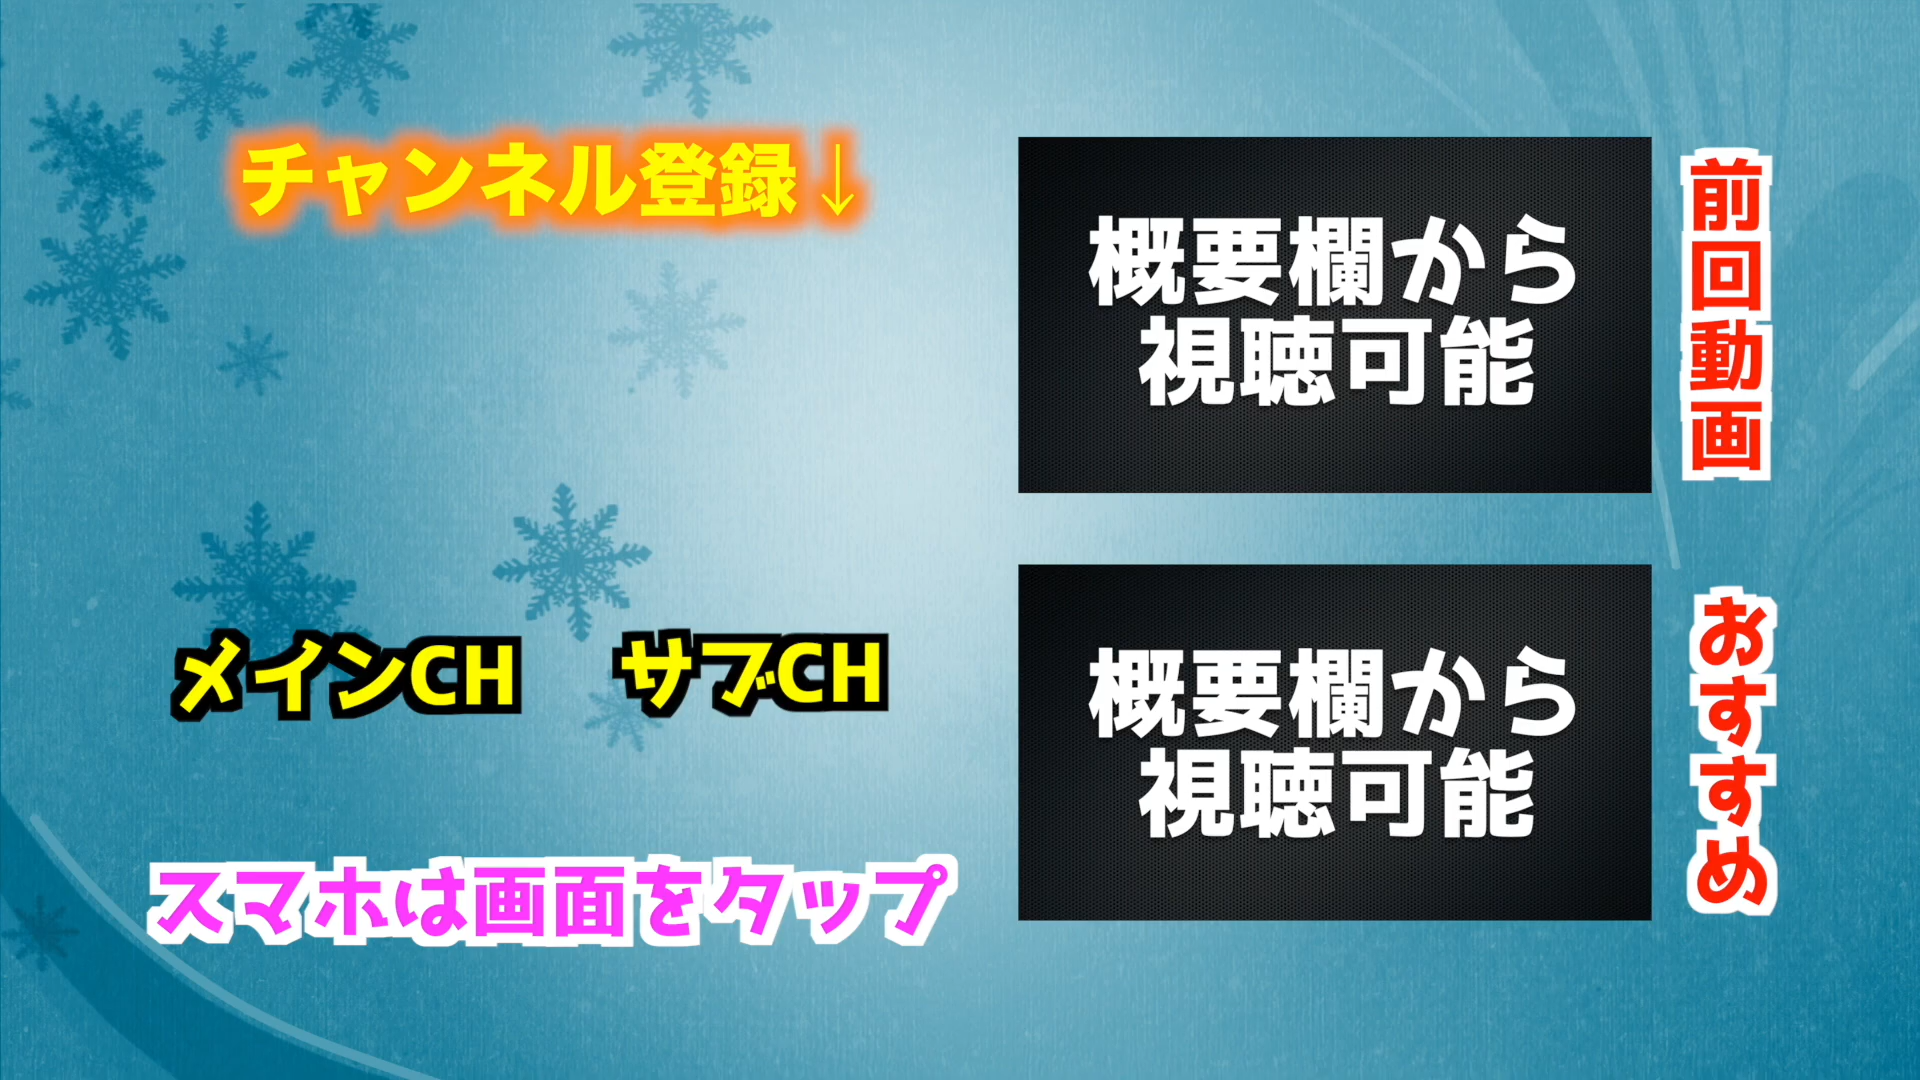 チャンネル登録↓
メインCH
サブCH
スマホは画面をタップ
概要欄から
視聴可能
前回動画
概要欄から
視聴可能
おすすめ